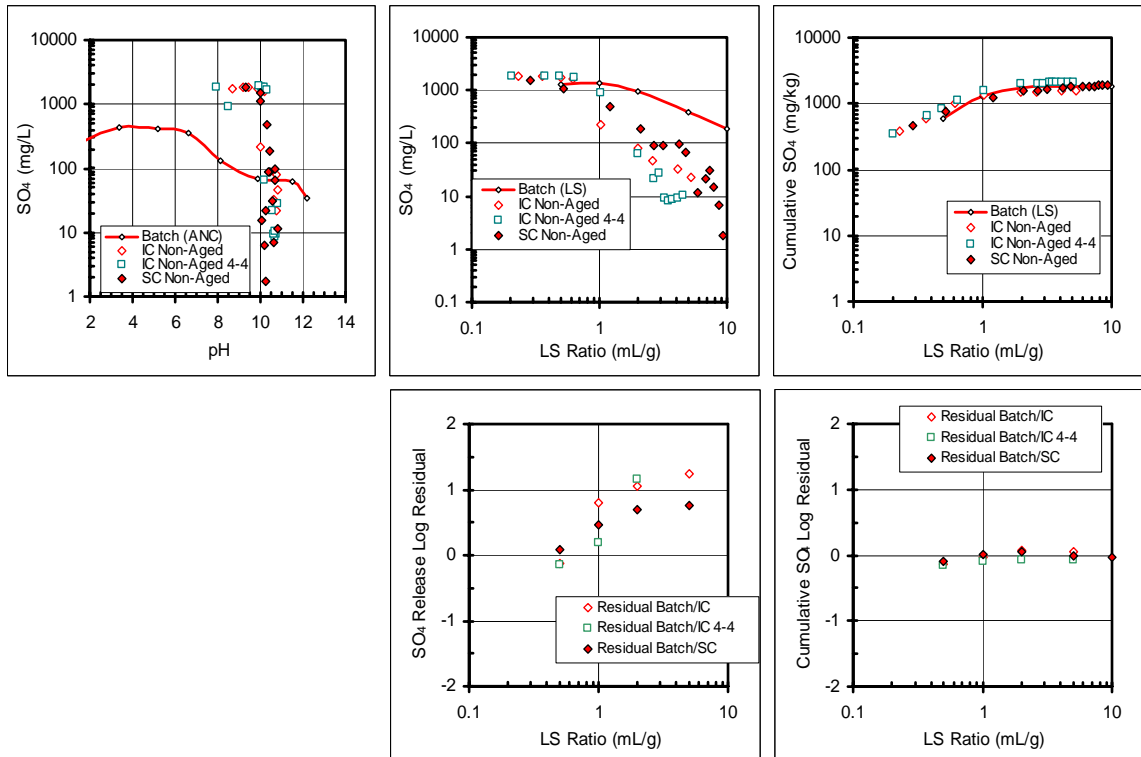 10000
1000
100
10
1
SO4 (mg/L)
2 4 6 8 10 12 14
pH
Batch (ANC)
IC Non-Aged
IC Non-Aged 4-4
SC Non-Aged
10000
1000
100
10
1
0.1
SO4 (mg/L)
0.1 1 10
LS Ratio (mL/g)
Batch (LS)
IC Non-Aged
IC Non-Aged 4-4
SC Non-Aged
10000
1000
100
10
1
Cumulative SO4 (mg/kg)
0.1 1 10
LS Ratio (mL/g)
Batch (LS)
IC Non-Aged
IC Non-Aged 4-4
SC Non-Aged
2
1
0
-1
-2
SO4 Release Log Residual
0.1 1 10
LS Ratio (mL/g)
Residual Batch/IC
Residual Batch/IC 4-4
Residual Batch/SC
2
1
0
-1
-2
Cumulative SO4 Log Residual
0.1 1 10
LS Ratio (mL/g)
Residual Batch/IC
Residual Batch/IC 4-4
Residual Batch/SC